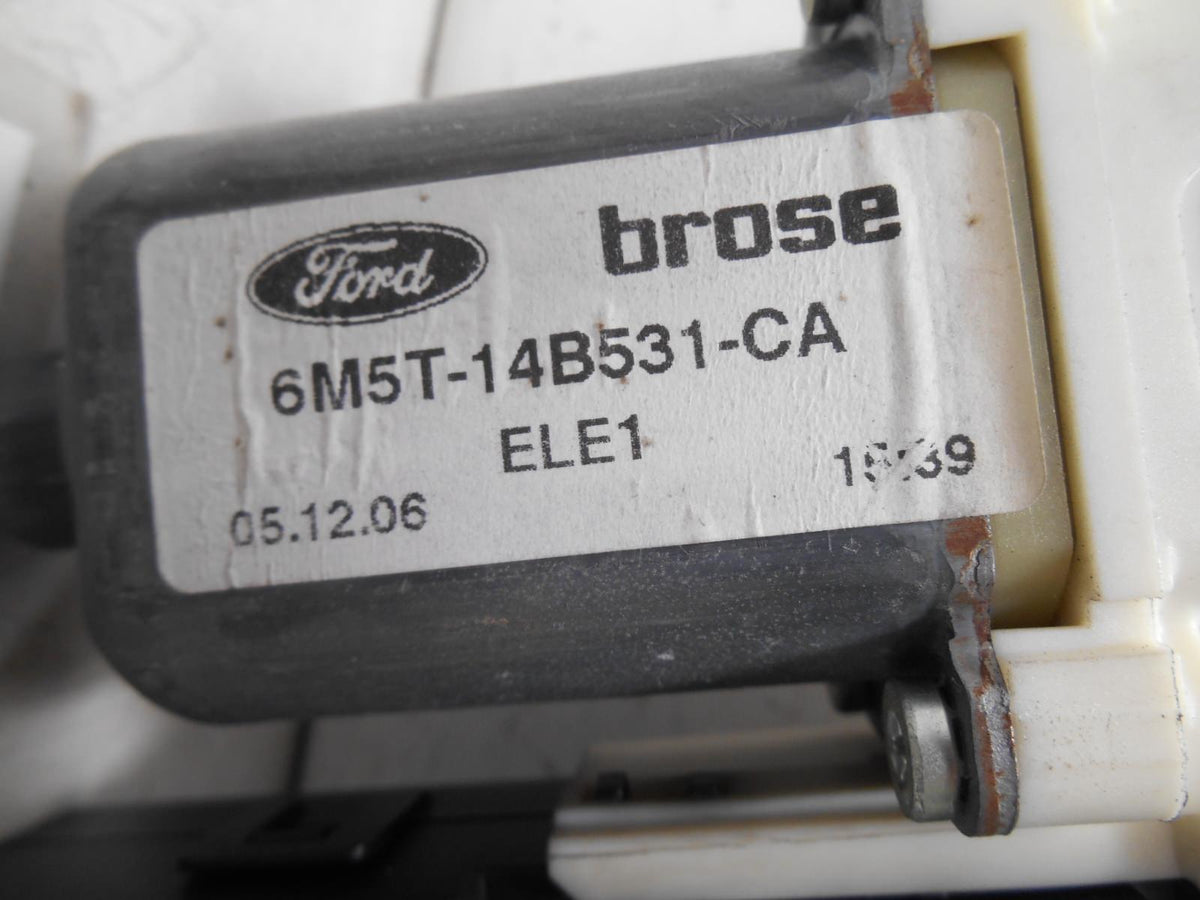 Ford brose
6M5T-14B531-CA
ELE1
05.12.06